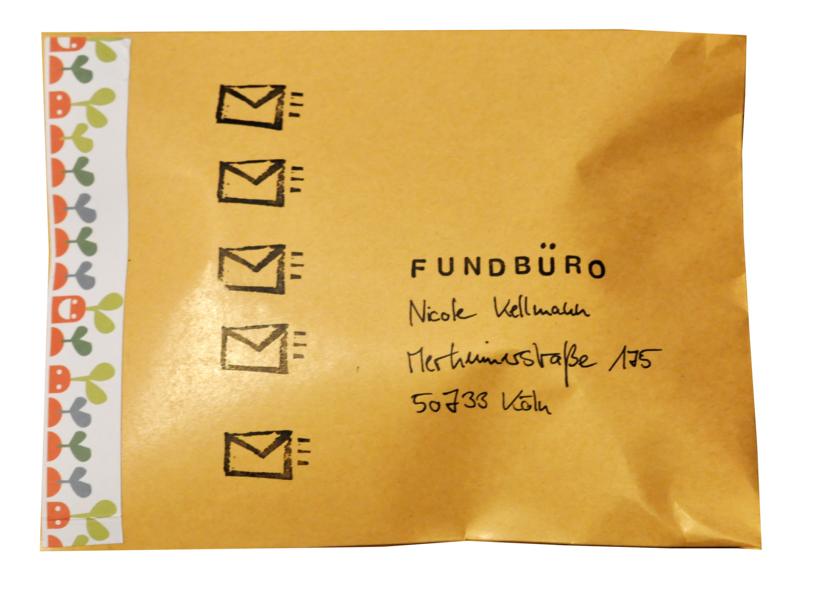 FUNDBÜRO
Nicole Kellmann
Merheimerstraße 175
50733 Köln